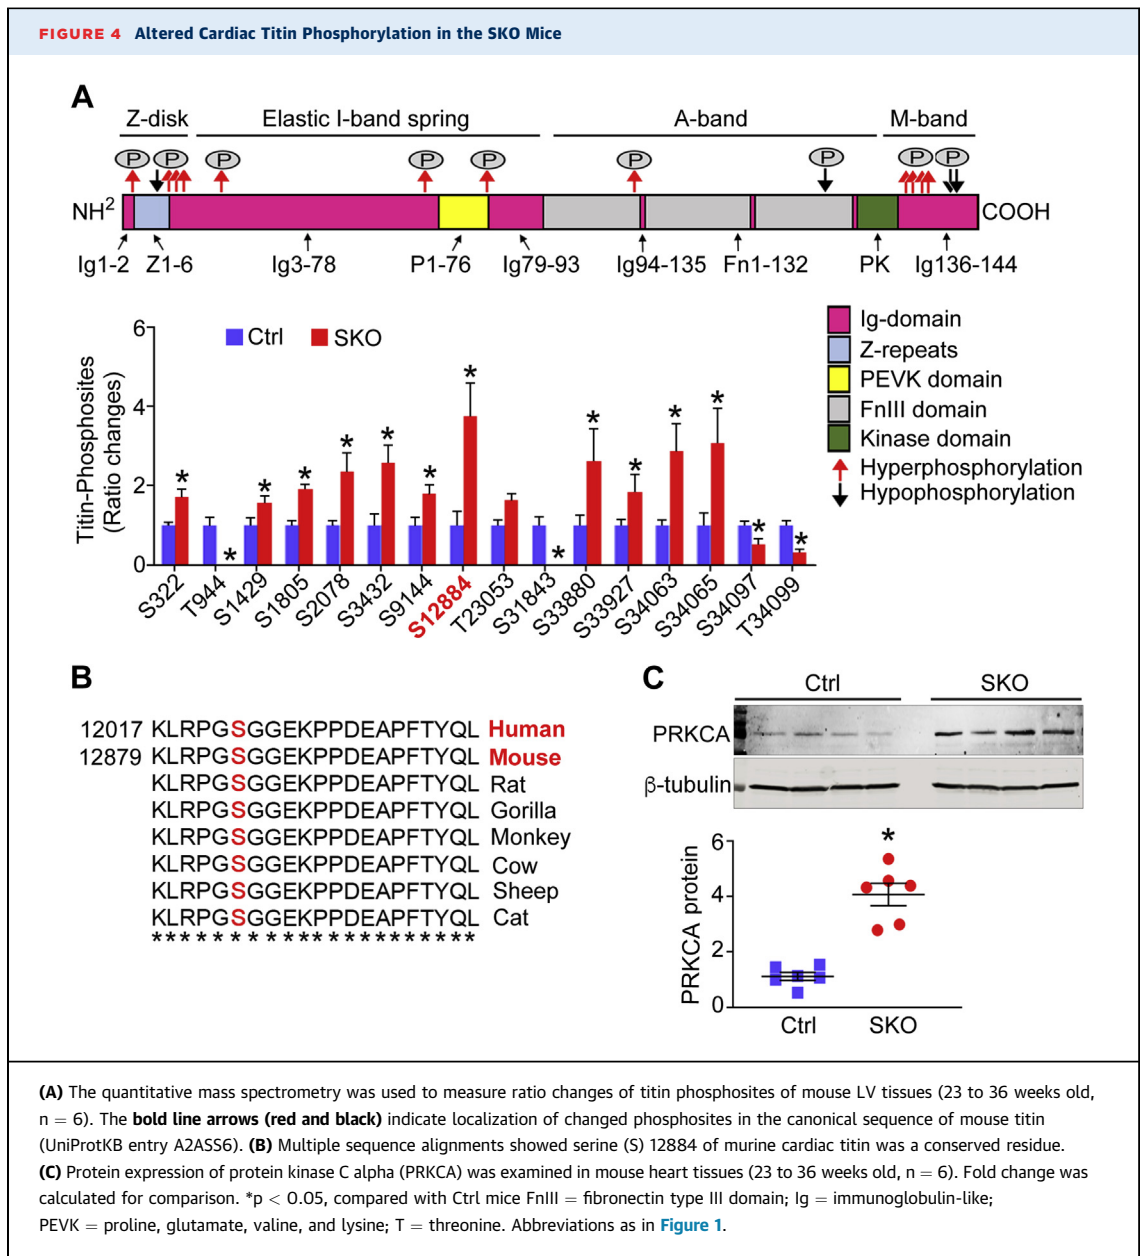 FIGURE 4 Altered Cardiac Titin Phosphorylation in the SKO Mice
A
Z-disk Elastic I-band spring A-band M-band
P P P P P P P P P
NH2 COOH
Ig1-2 Z1-6 Ig3-78 P1-76 Ig79-93 Ig94-135 Fn1-132 PK Ig136-144
Titin-Phosphosites
(Ratio changes)
6
4
2
0
Ctrl SKO
* * * * * * * * * * * * * * *
S322 T944 S1429 S1805 S2078 S3432 S9144 S12884 T23053 S31843 S33880 S33927 S34063 S34065 S34097 T34099
Ig-domain
Z-repeats
PEVK domain
FnIII domain
Kinase domain
Hyperphosphorylation
Hypophosphorylation
B
12017 KLRPGSGGEKPPDEAPFTYQL Human
12879 KLRPGSGGEKPPDEAPFTYQL Mouse
KLRPGSGGEKPPDEAPFTYQL Rat
KLRPGSGGEKPPDEAPFTYQL Gorilla
KLRPGSGGEKPPDEAPFTYQL Monkey
KLRPGSGGEKPPDEAPFTYQL Cow
KLRPGSGGEKPPDEAPFTYQL Sheep
KLRPGSGGEKPPDEAPFTYQL Cat
*********************
C
Ctrl SKO
PRKCA
β-tubulin
PRKCA protein
6
4
2
0
*
Ctrl SKO
(A) The quantitative mass spectrometry was used to measure ratio changes of titin phosphosites of mouse LV tissues (23 to 36 weeks old,
n = 6). The bold line arrows (red and black) indicate localization of changed phosphosites in the canonical sequence of mouse titin
(UniProtKB entry A2ASS6). (B) Multiple sequence alignments showed serine (S) 12884 of murine cardiac titin was a conserved residue.
(C) Protein expression of protein kinase C alpha (PRKCA) was examined in mouse heart tissues (23 to 36 weeks old, n = 6). Fold change was
calculated for comparison. *p < 0.05, compared with Ctrl mice FnIII = fibronectin type III domain; Ig = immunoglobulin-like;
PEVK = proline, glutamate, valine, and lysine; T = threonine. Abbreviations as in Figure 1.